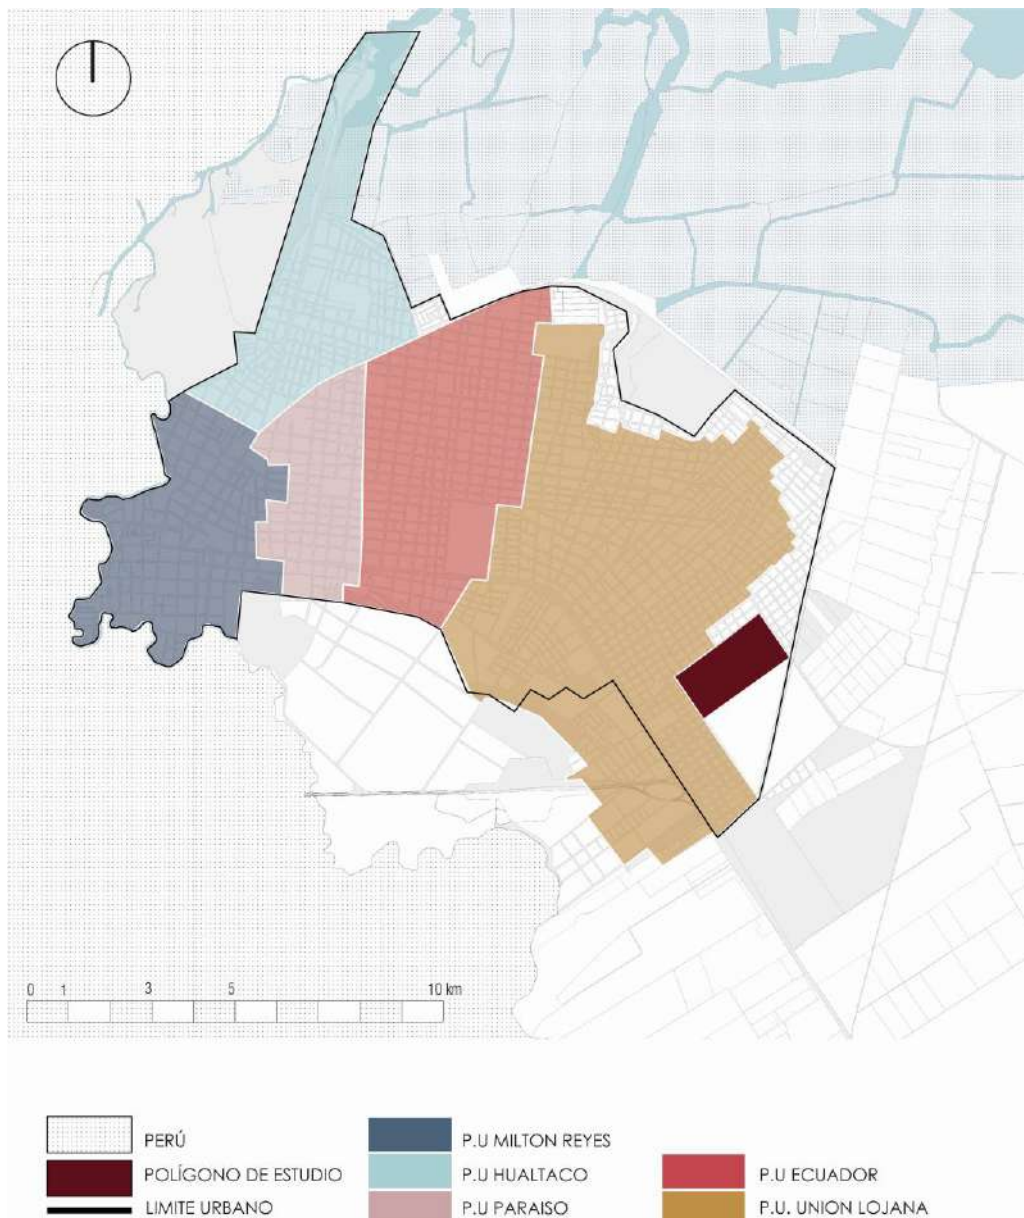 0 1 3 5 10 km
PERÚ
POLÍGONO DE ESTUDIO
LIMITE URBANO
P.U MILTON REYES
P.U HUALTACO
P.U PARAISO
P.U ECUADOR
P.U. UNION LOJANA